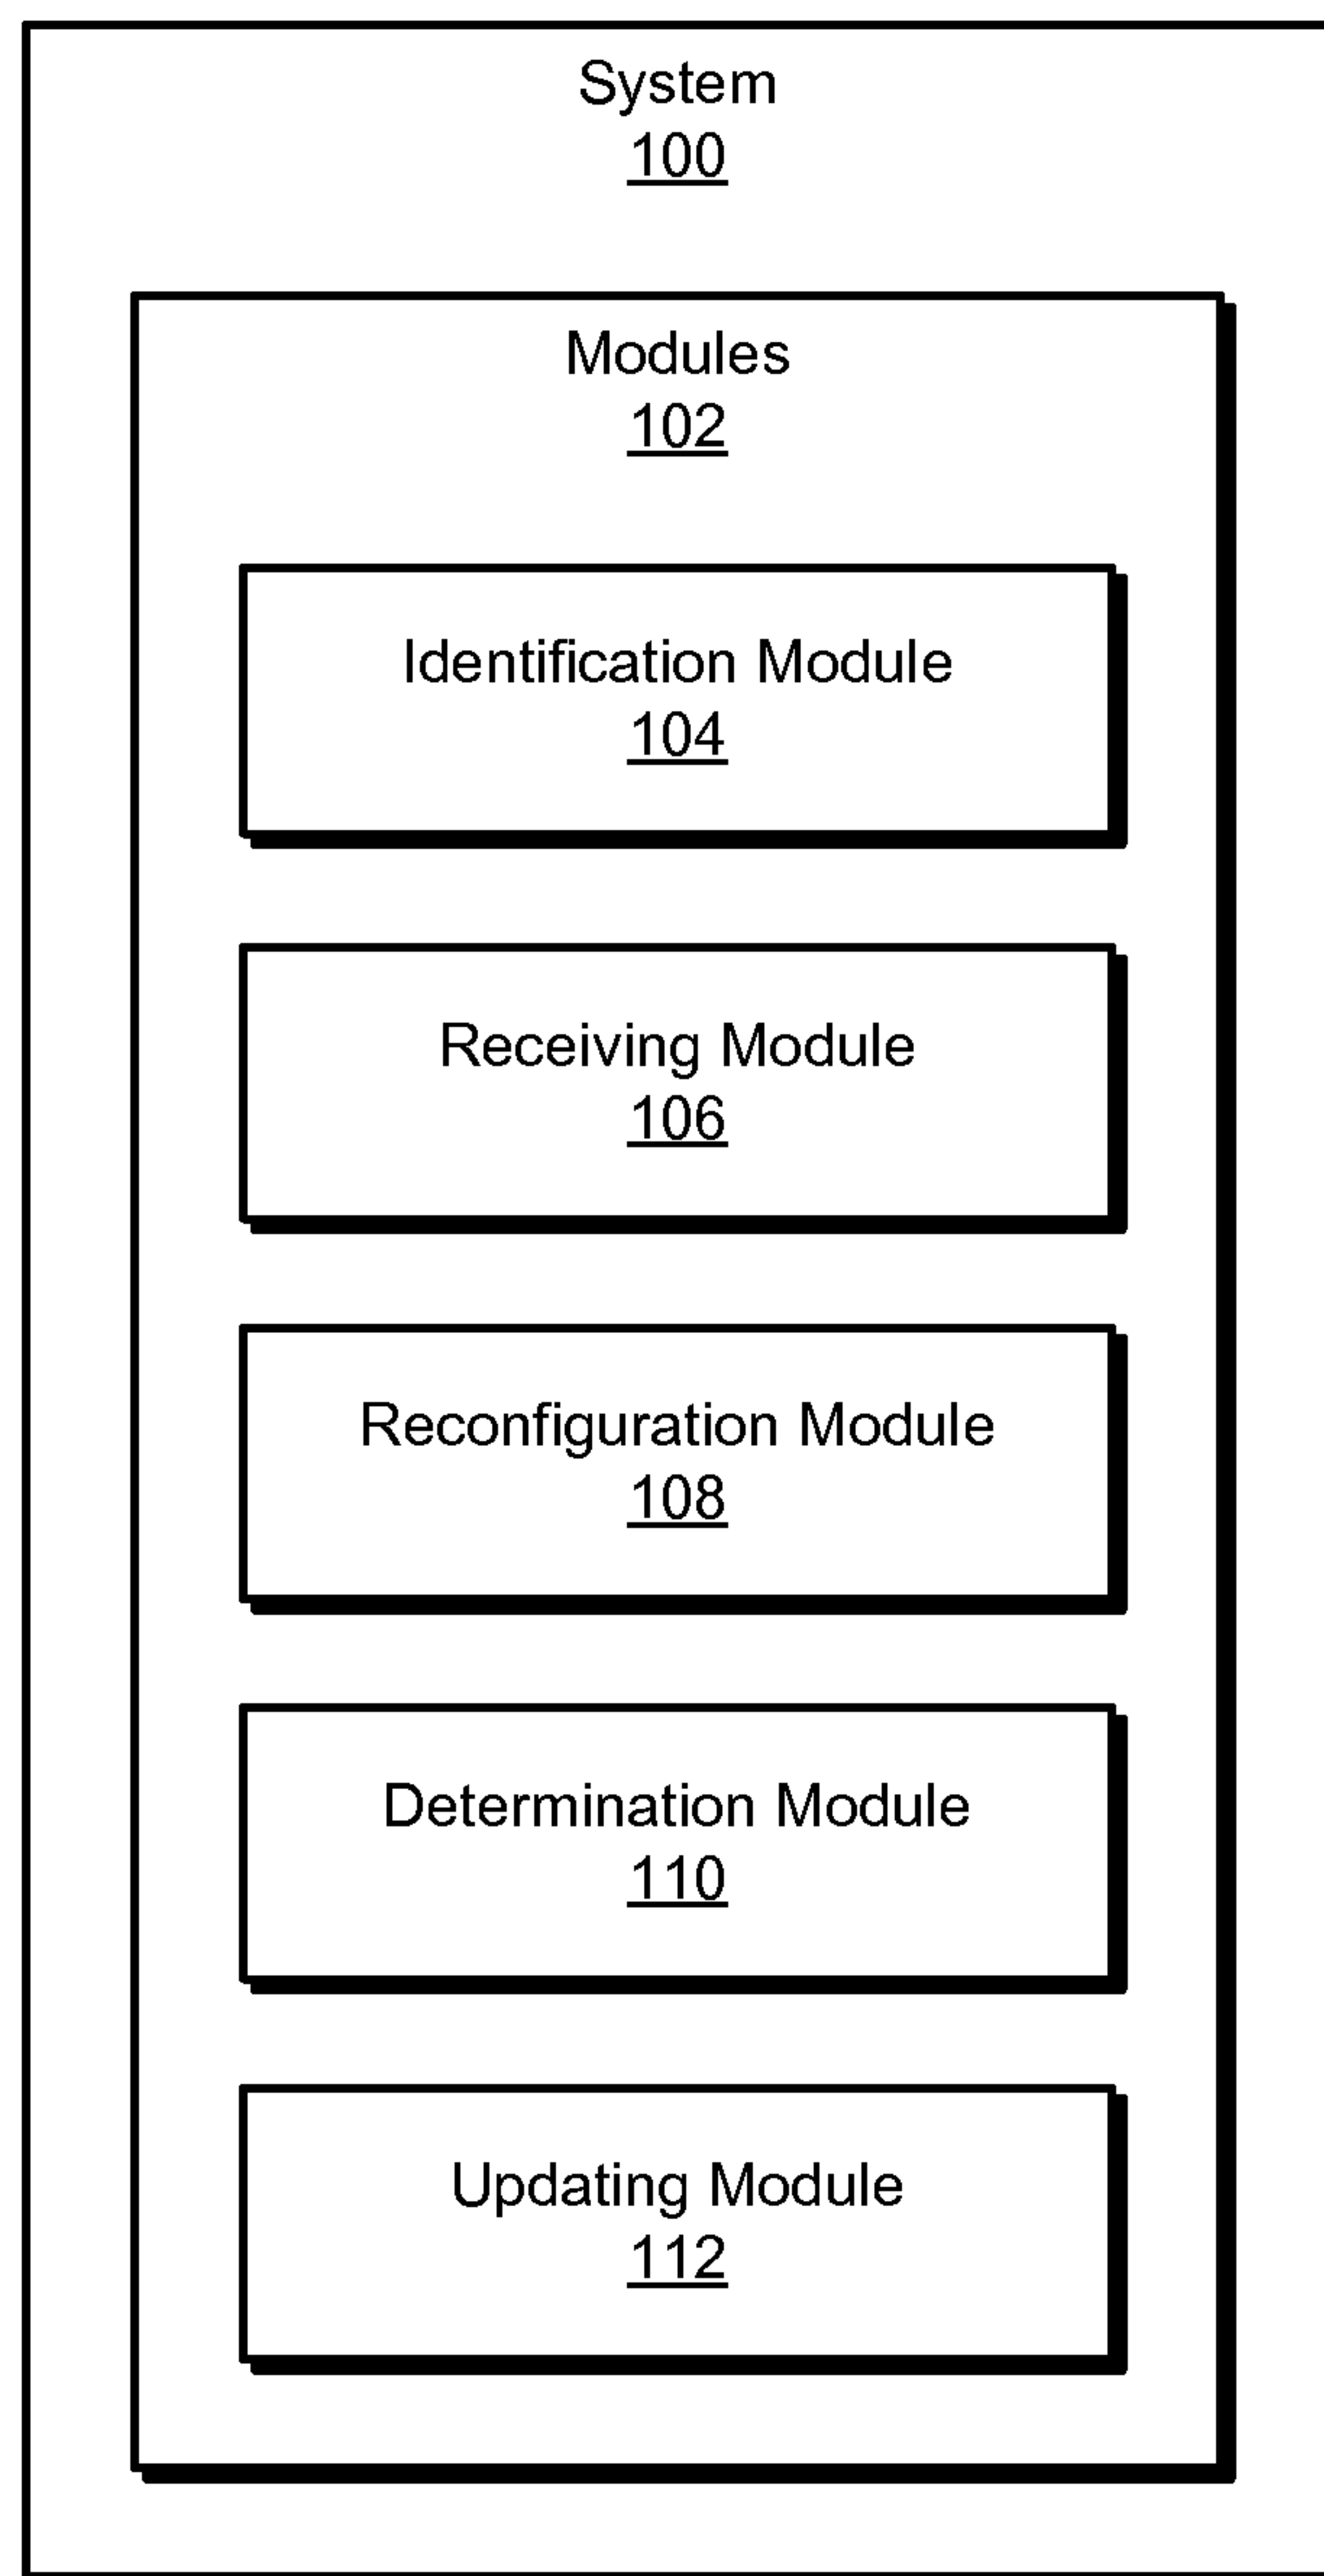 System
100
Modules
102
Identification Module
104
Receiving Module
106
Reconfiguration Module
108
Determination Module
110
Updating Module
112